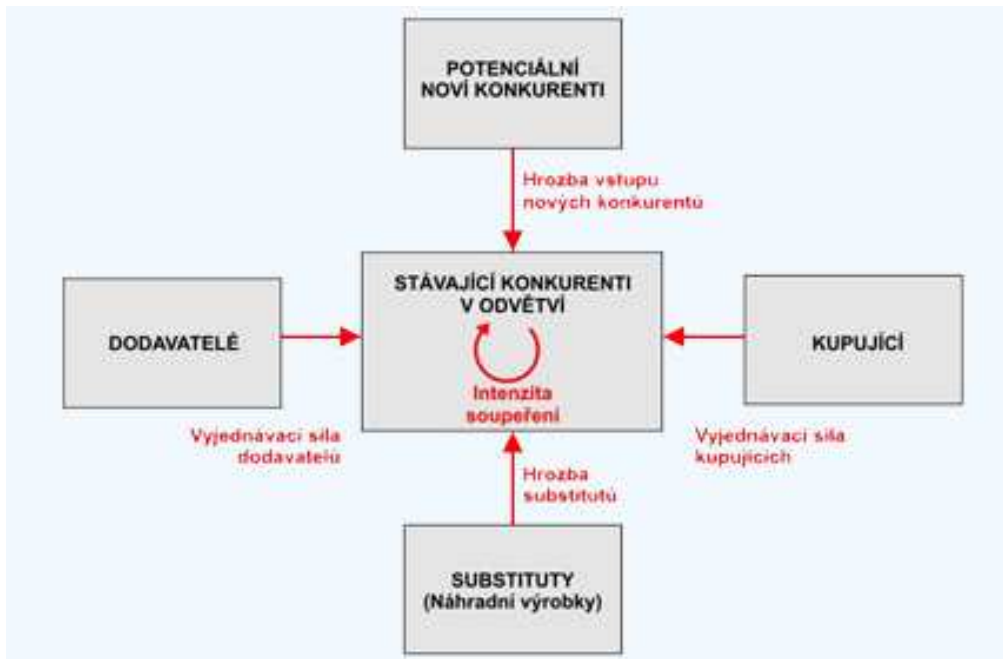 POTENCIÁLNÍ
NOVÍ KONKURENTI
Hrozba vstupu
nových konkurentů
STÁVAJÍCÍ KONKURENTI
V ODVĚTVÍ
Intenzita
soupeření
DODAVATELÉ
Vyjednávací síla
dodavatelů
KUPUJÍCÍ
Vyjednávací síla
kupujících
Hrozba
substitutů
SUBSTITUTY
(Náhradní výrobky)